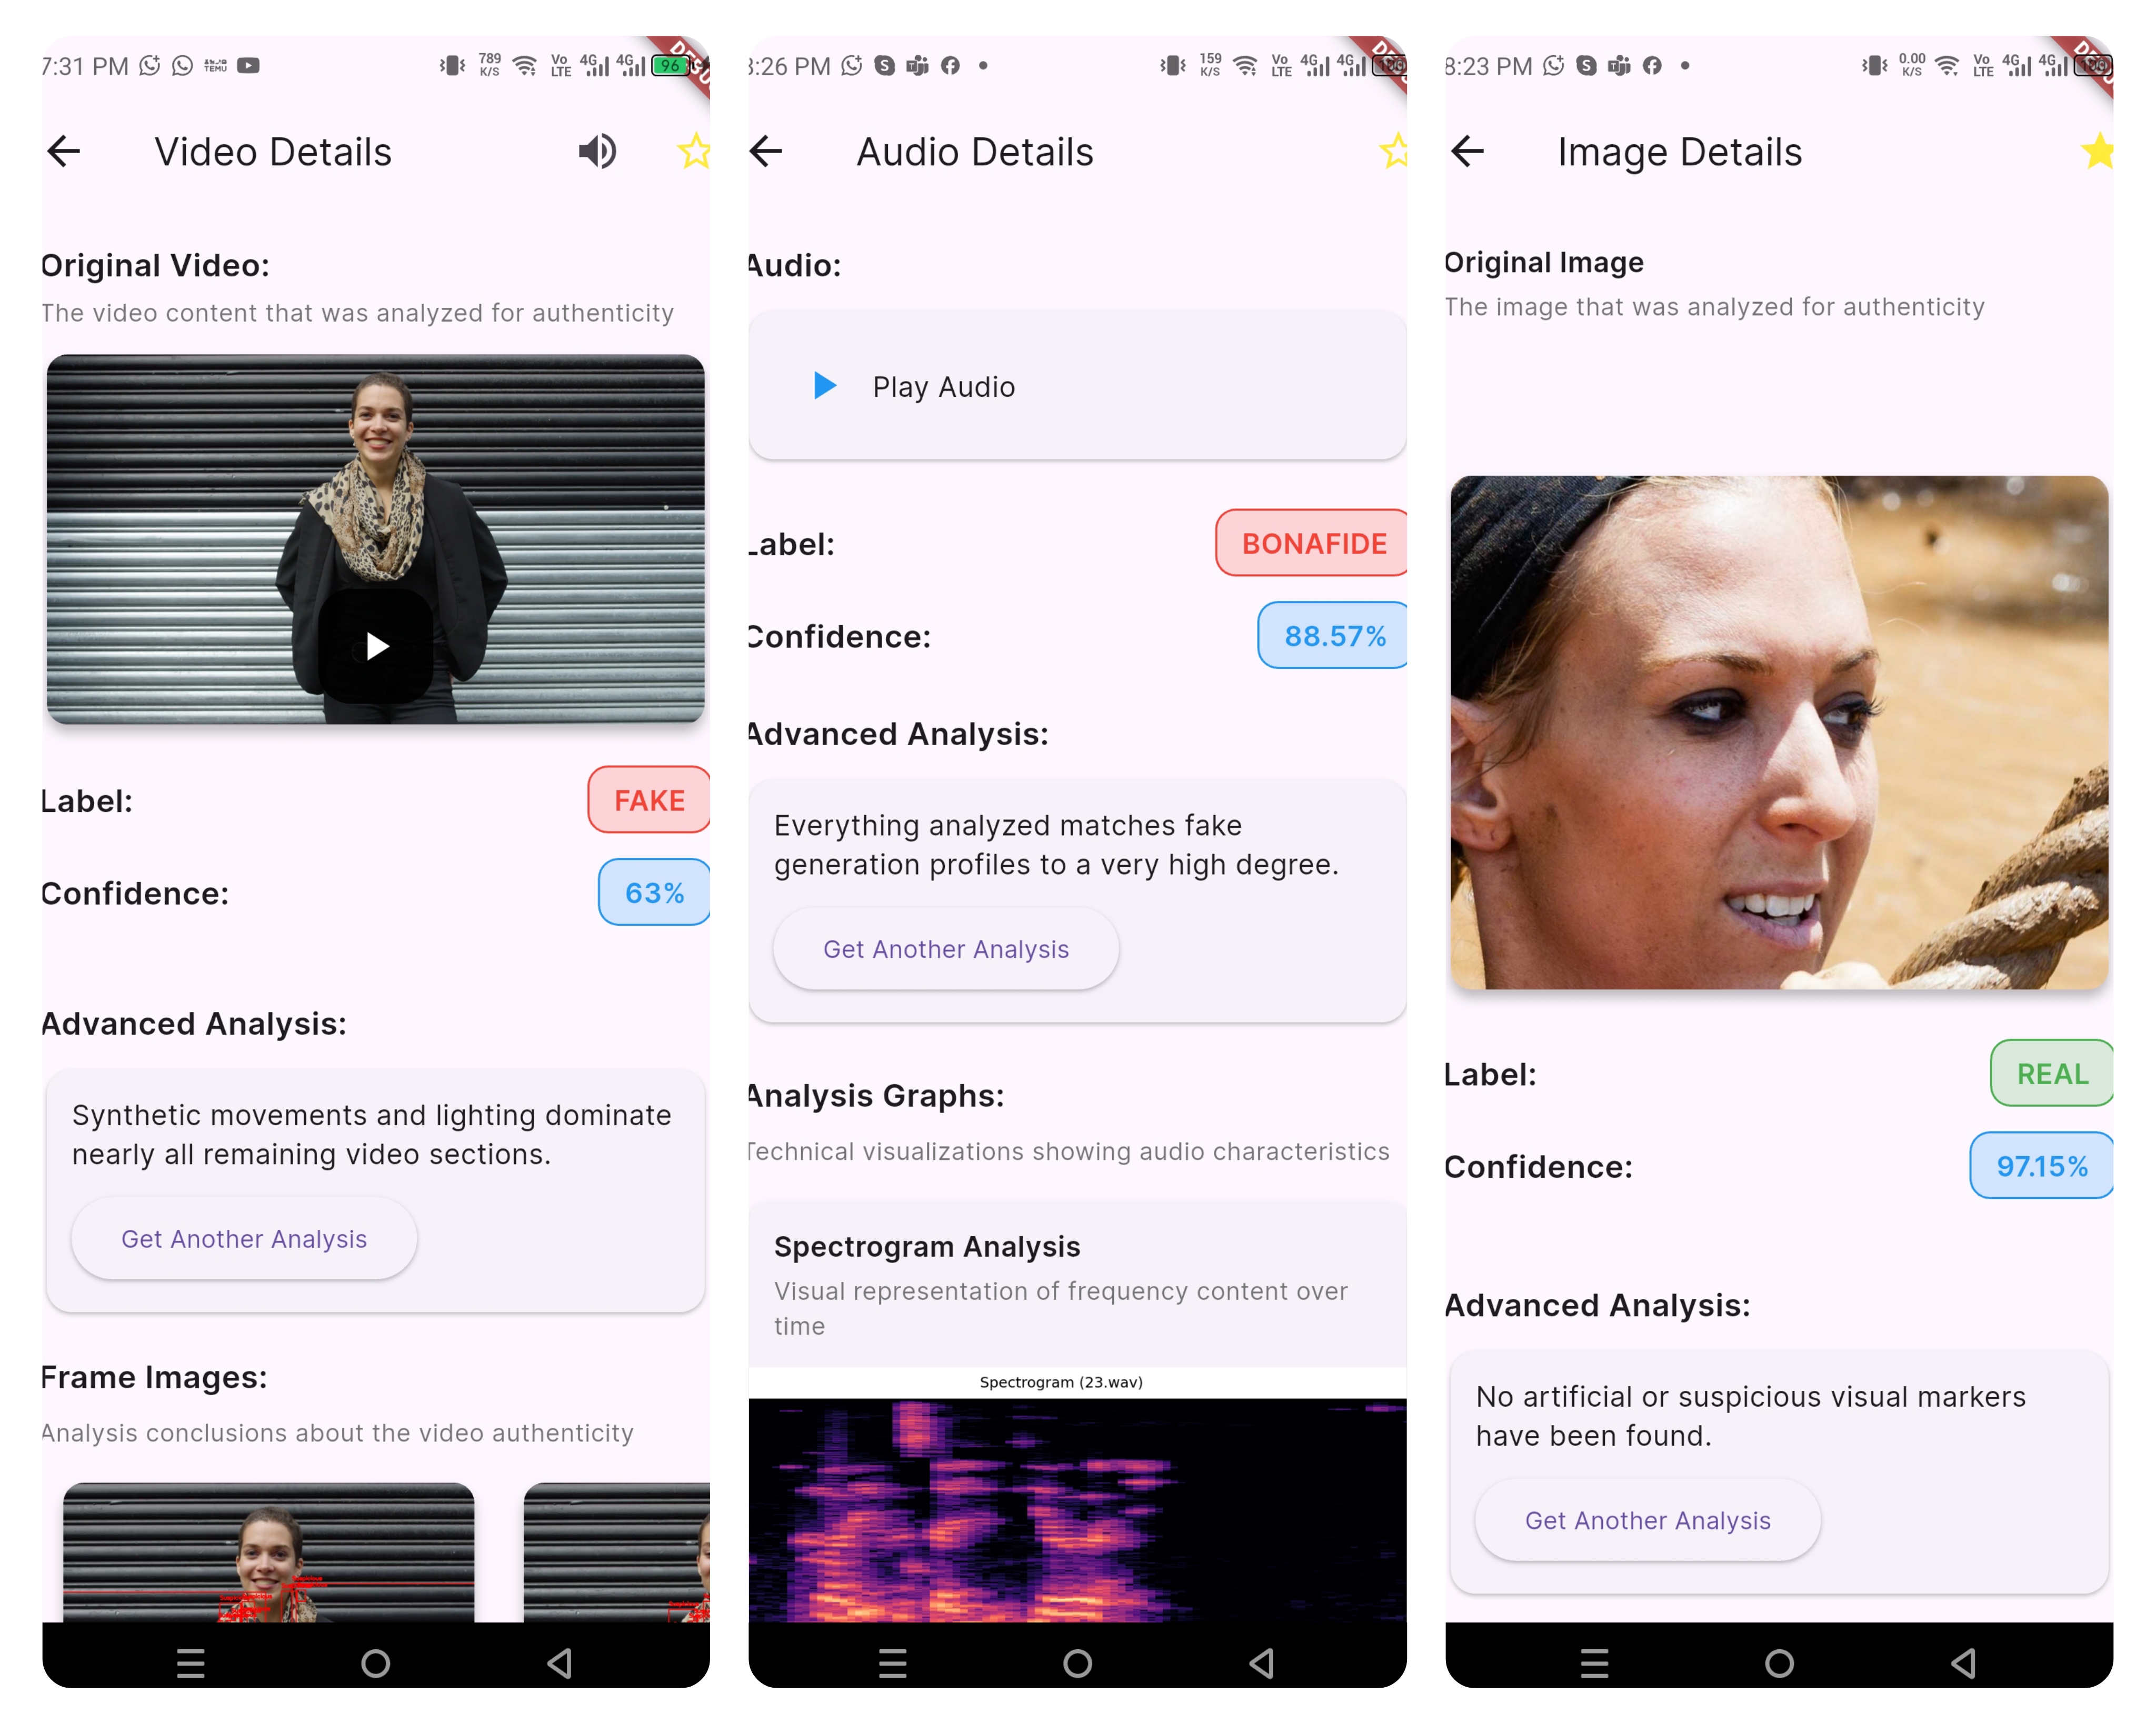 7:31 PM
TEMU
789
K/S
Vo
LTE
4G
4G
96
Video Details
Original Video:
The video content that was analyzed for authenticity
Label:
FAKE
Confidence:
63%
Advanced Analysis:
Synthetic movements and lighting dominate
nearly all remaining video sections.
Get Another Analysis
Frame Images:
Analysis conclusions about the video authenticity
:26 PM
159
K/S
Vo
LTE
4G
4G
Audio Details
Audio:
Play Audio
Label:
BONAFIDE
Confidence:
88.57%
Advanced Analysis:
Everything analyzed matches fake
generation profiles to a very high degree.
Get Another Analysis
Analysis Graphs:
Technical visualizations showing audio characteristics
Spectrogram Analysis
Visual representation of frequency content over
time
Spectrogram (23.wav)
8:23 PM
0.00
K/S
Vo
LTE
4G
4G
Image Details
Original Image
The image that was analyzed for authenticity
Label:
REAL
Confidence:
97.15%
Advanced Analysis:
No artificial or suspicious visual markers
have been found.
Get Another Analysis